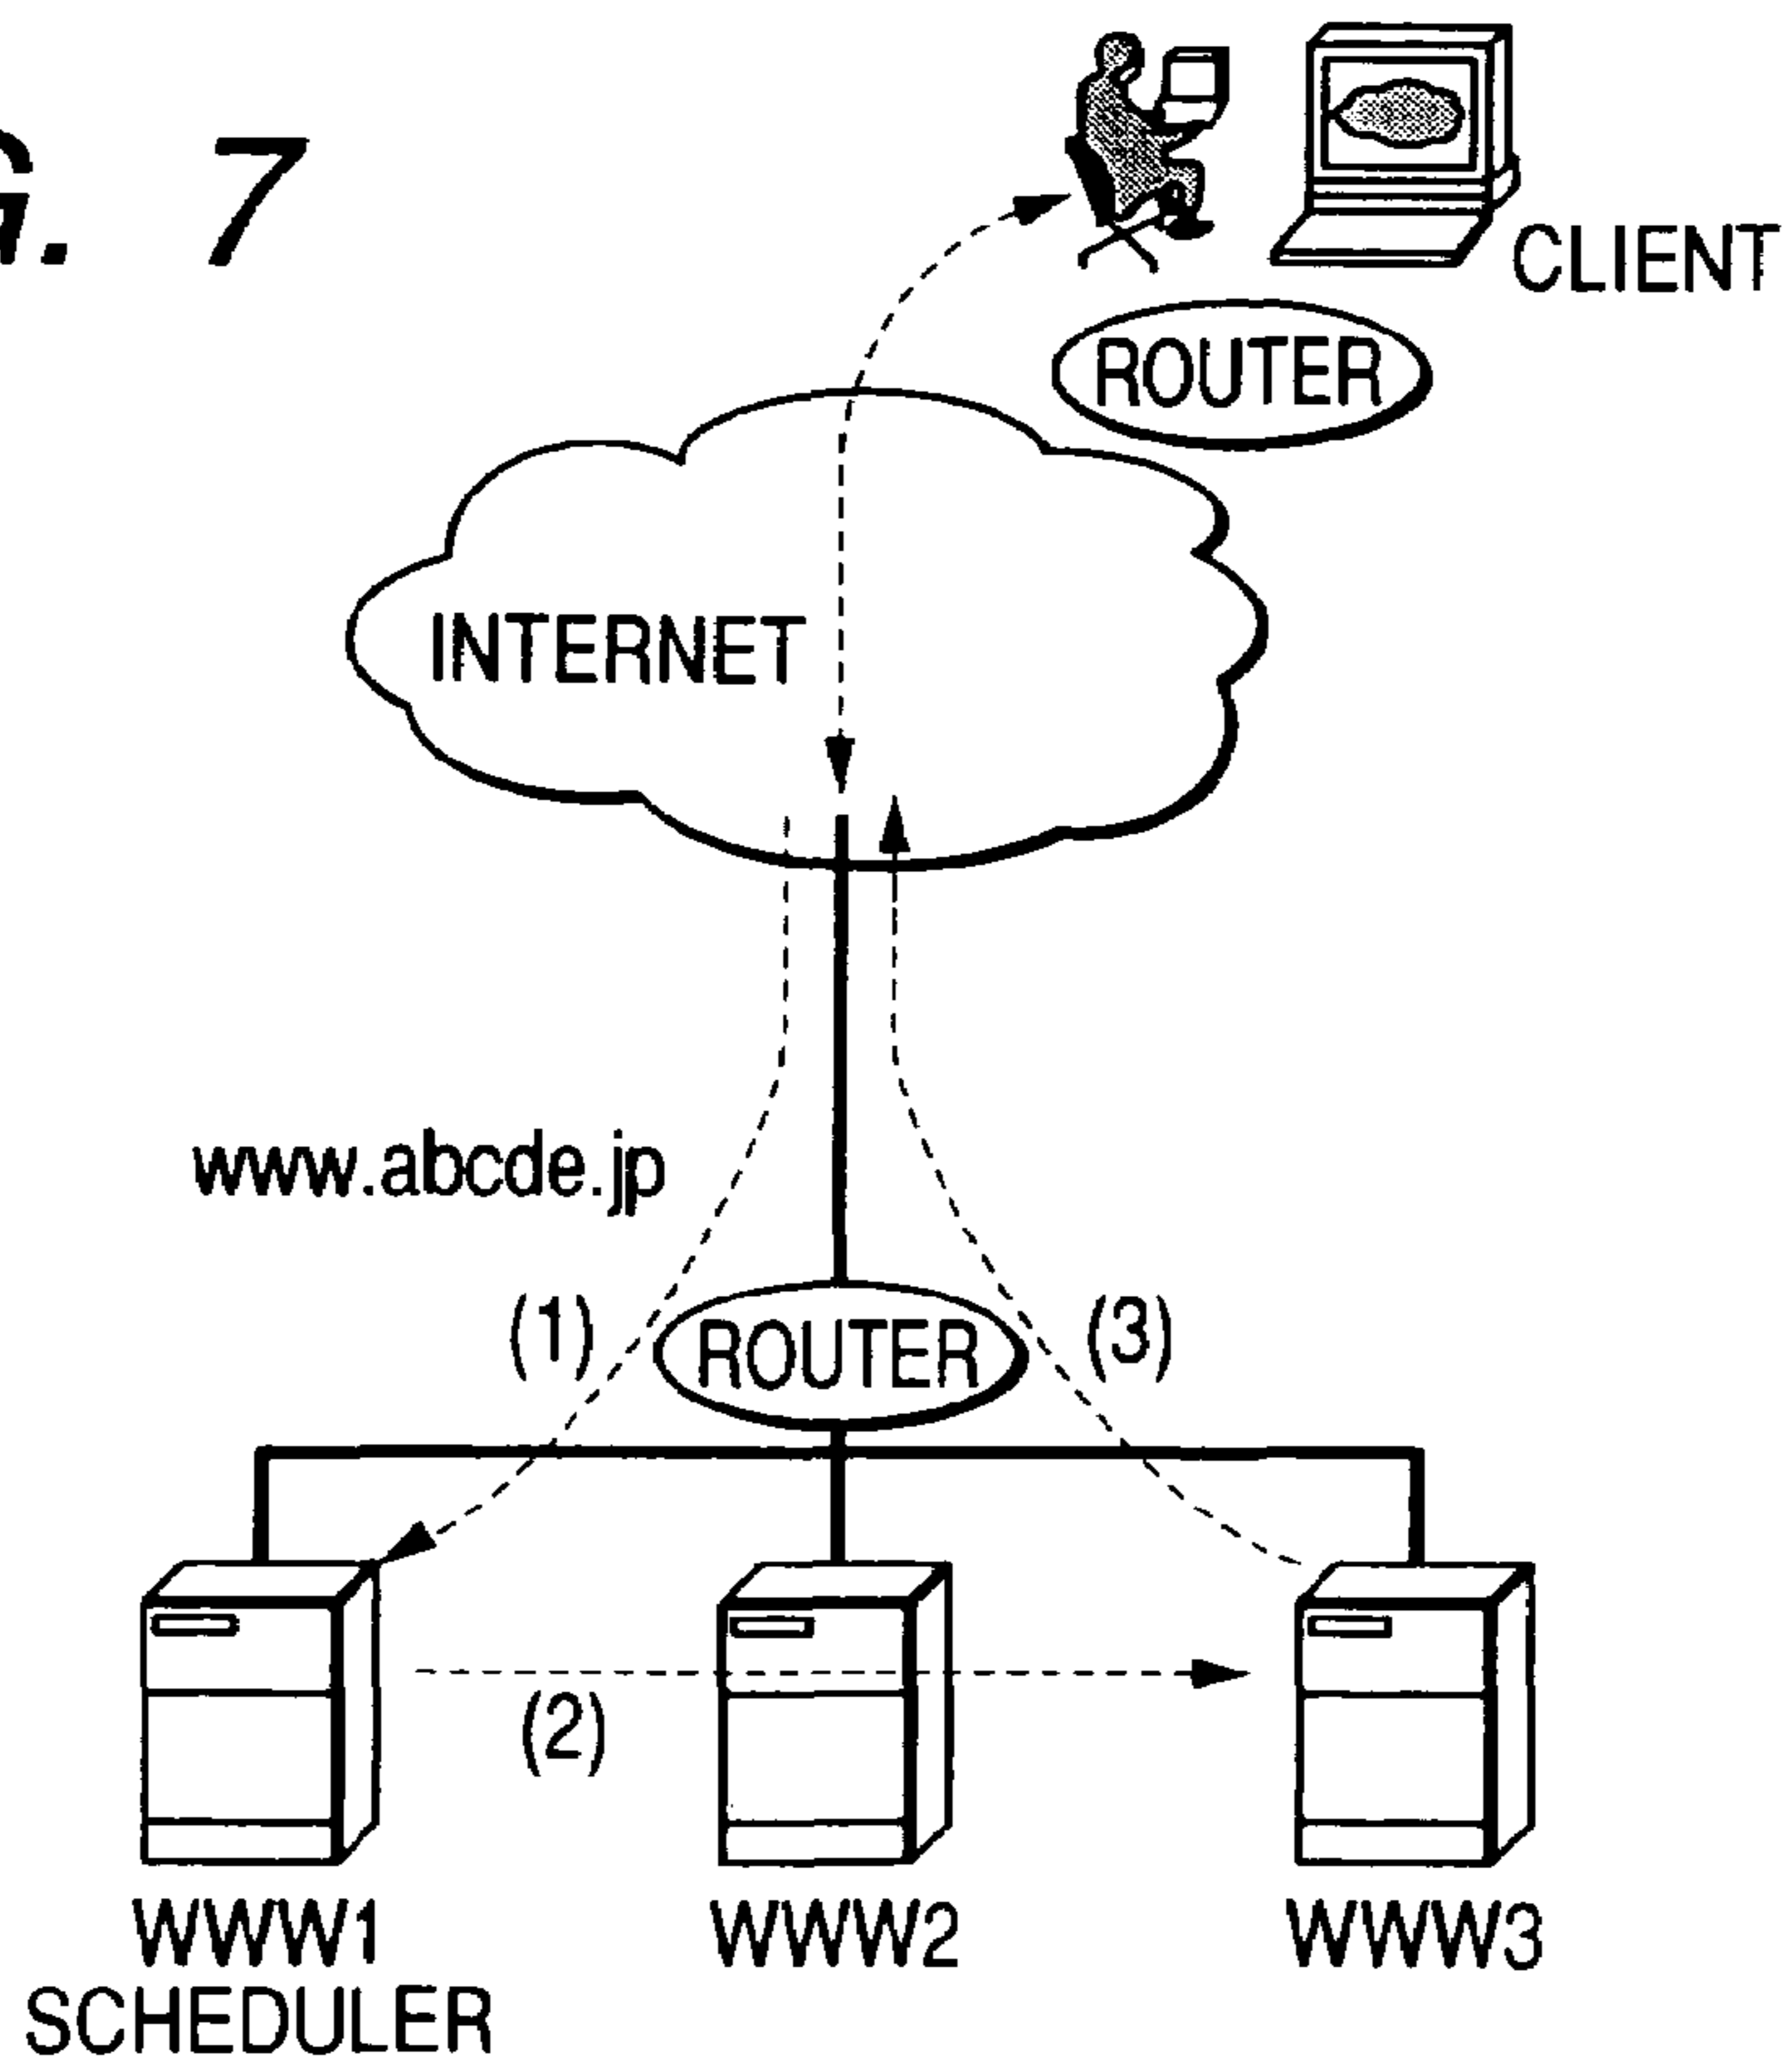 G. 7
CLIENT
ROUTER
INTERNET
www.abcde.jp
(1)
ROUTER
(3)
(2)
WWW1
WWW2
WWW3
SCHEDULER